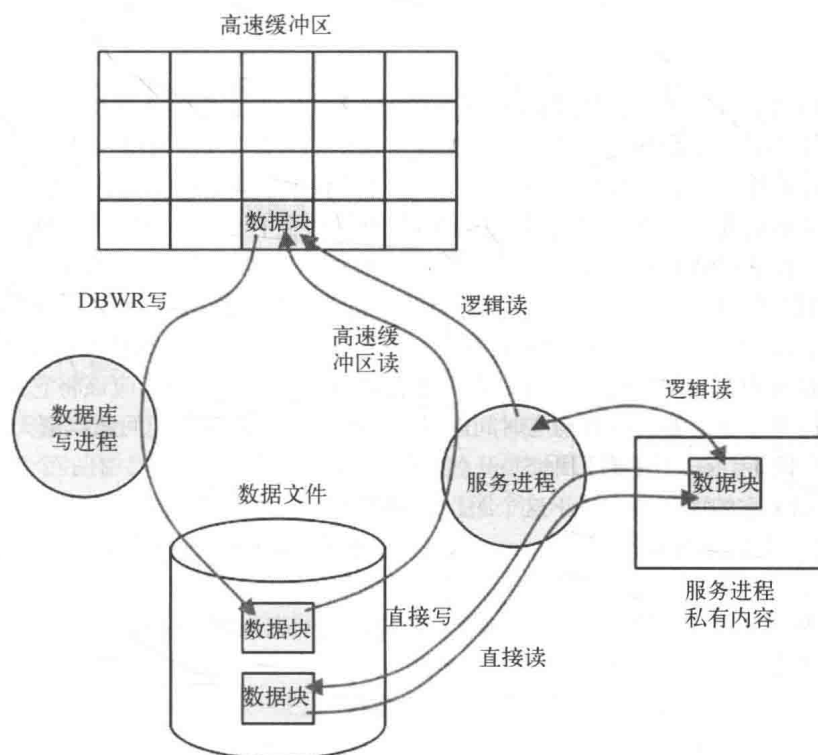 高速缓冲区
数据块
DBWR写
高速缓
冲区读
逻辑读
逻辑读
数据库
写进程
服务进程
数据块
数据文件
服务进程
私有内容
数据块
直接写
直接读
数据块